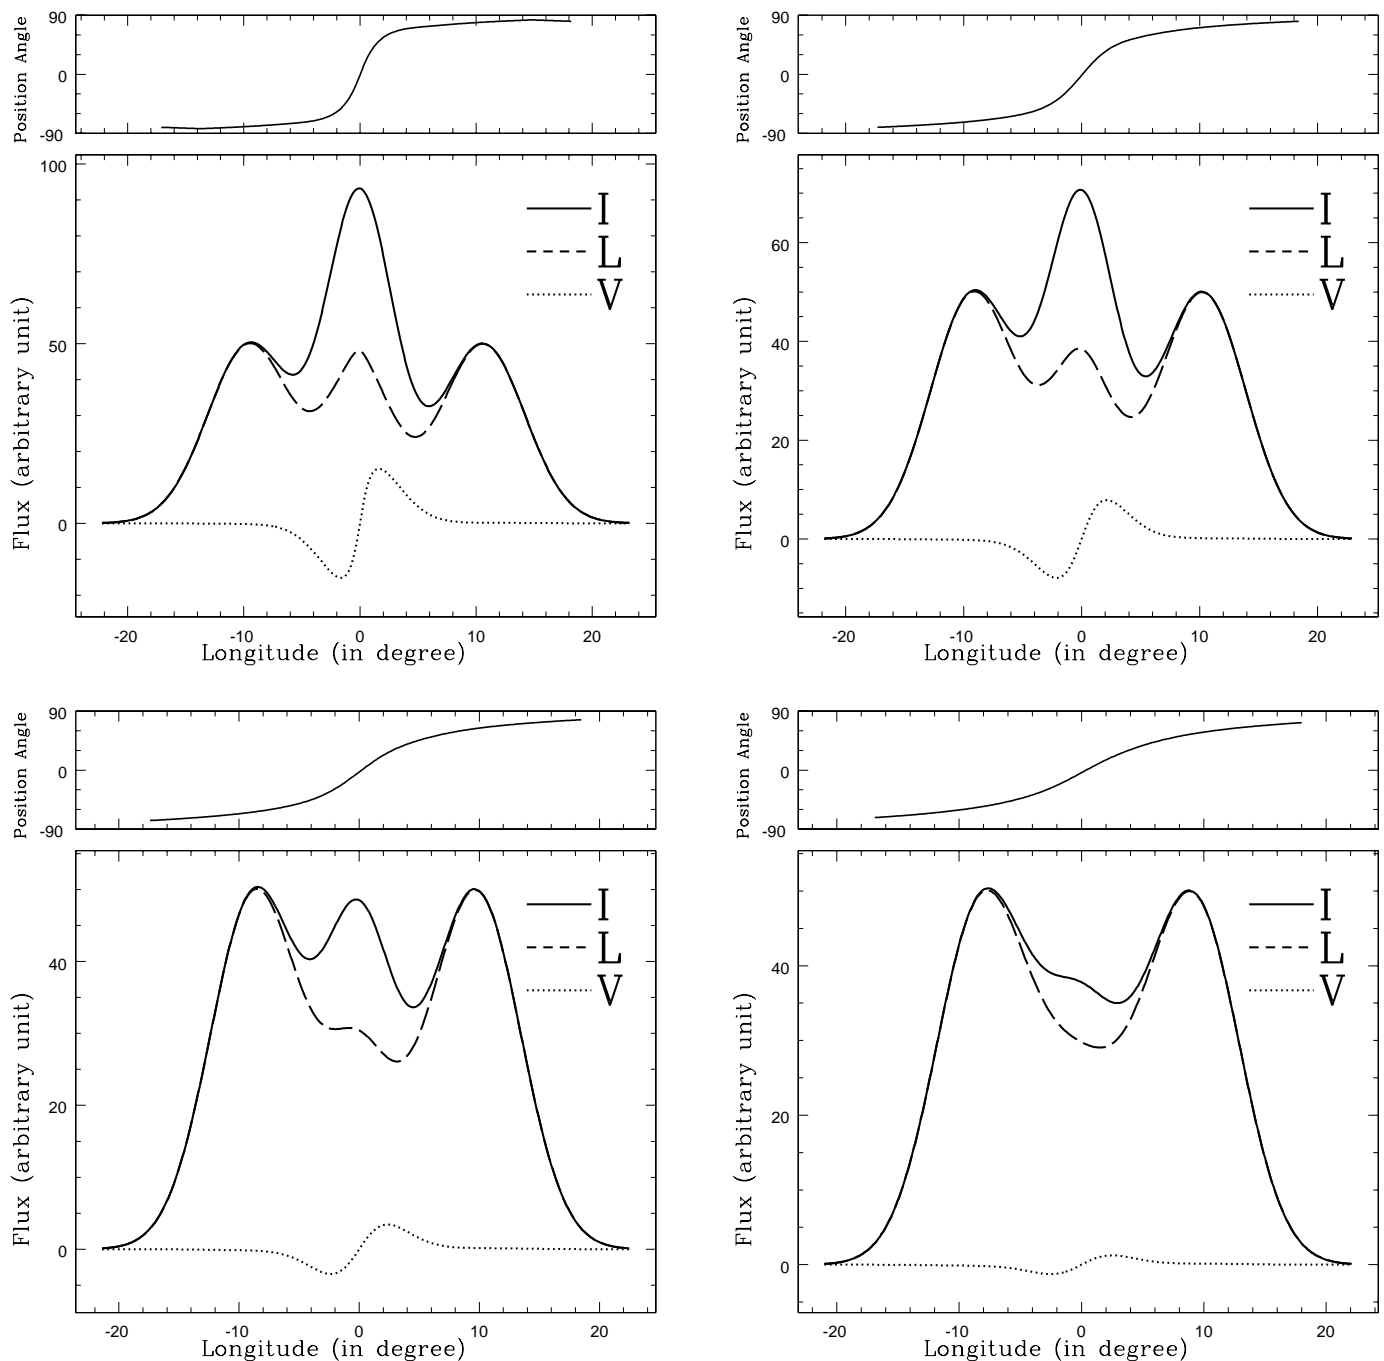 Position Angle
90
0
-90
Flux (arbitrary unit)
100
50
0
I
L
V
-20 -10 0 10 20
Longitude (in degree)
Position Angle
90
0
-90
Flux (arbitrary unit)
60
40
20
0
I
L
V
-20 -10 0 10 20
Longitude (in degree)
Position Angle
90
0
-90
Flux (arbitrary unit)
40
20
0
I
L
V
-20 -10 0 10 20
Longitude (in degree)
Position Angle
90
0
-90
Flux (arbitrary unit)
40
20
0
I
L
V
-20 -10 0 10 20
Longitude (in degree)